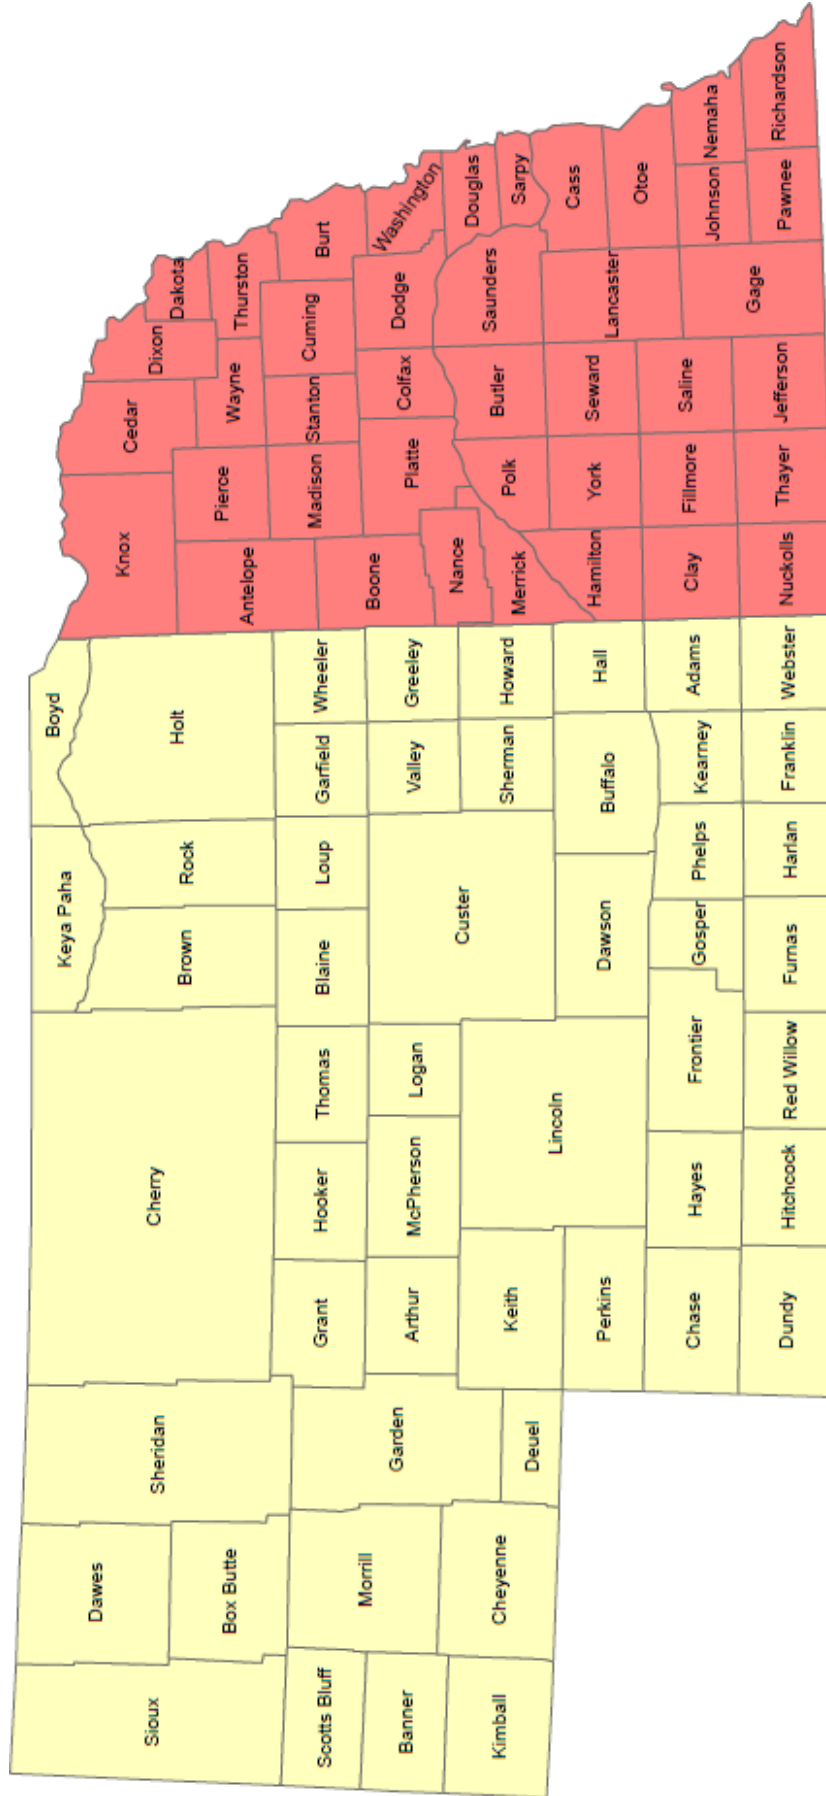 Sioux
Dawes
Box Butte
Sheridan
Scotts Bluff
Banner
Kimball
Morrill
Cheyenne
Garden
Deuel
Cherry
Grant
Hooker
Thomas
Arthur
McPherson
Logan
Keith
Perkins
Lincoln
Chase
Hayes
Frontier
Dundy
Hitchcock
Red Willow
Keya Paha
Brown
Rock
Boyd
Holt
Blaine
Loup
Garfield
Wheeler
Custer
Valley
Greeley
Sherman
Howard
Dawson
Buffalo
Hall
Gosper
Phelps
Kearney
Adams
Furnas
Harlan
Franklin
Webster
Knox
Cedar
Dixon
Dakota
Antelope
Pierce
Wayne
Thurston
Madison
Stanton
Cuming
Burt
Boone
Platte
Colfax
Dodge
Washington
Nance
Merrick
Polk
Butler
Saunders
Douglas
Sarpy
Hamilton
York
Seward
Lancaster
Cass
Otoe
Clay
Fillmore
Saline
Gage
Johnson
Nemaha
Nuckolls
Thayer
Jefferson
Pawnee
Richardson